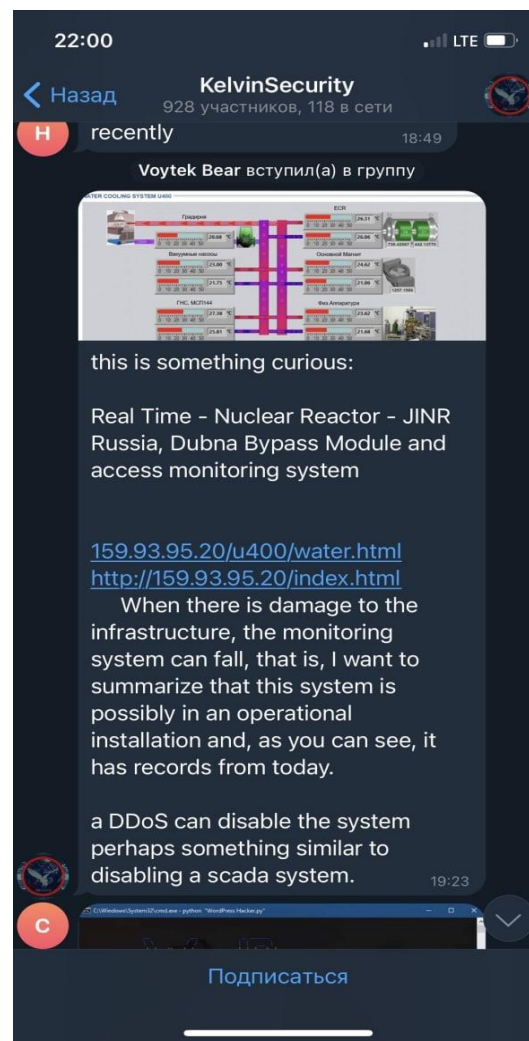 22:00
LTE
Назад
KelvinSecurity
928 участников, 118 в сети
Н
recently
18:49
Voytek Bear вступил(а) в группу
WATER COOLING SYSTEM U400
Градирня
ECR
Вакуумные насосы
Основной Магнит
ГНС, МСП144
Физ Аппаратура
this is something curious:
Real Time - Nuclear Reactor - JINR
Russia, Dubna Bypass Module and
access monitoring system
159.93.95.20/u400/water.html
http://159.93.95.20/index.html
When there is damage to the
infrastructure, the monitoring
system can fall, that is, I want to
summarize that this system is
possibly in an operational
installation and, as you can see, it
has records from today.
a DDoS can disable the system
perhaps something similar to
disabling a scada system.
19:23
C:\Windows\System32\cmd.exe - python "WordPress Hacker.py"
C
Подписаться